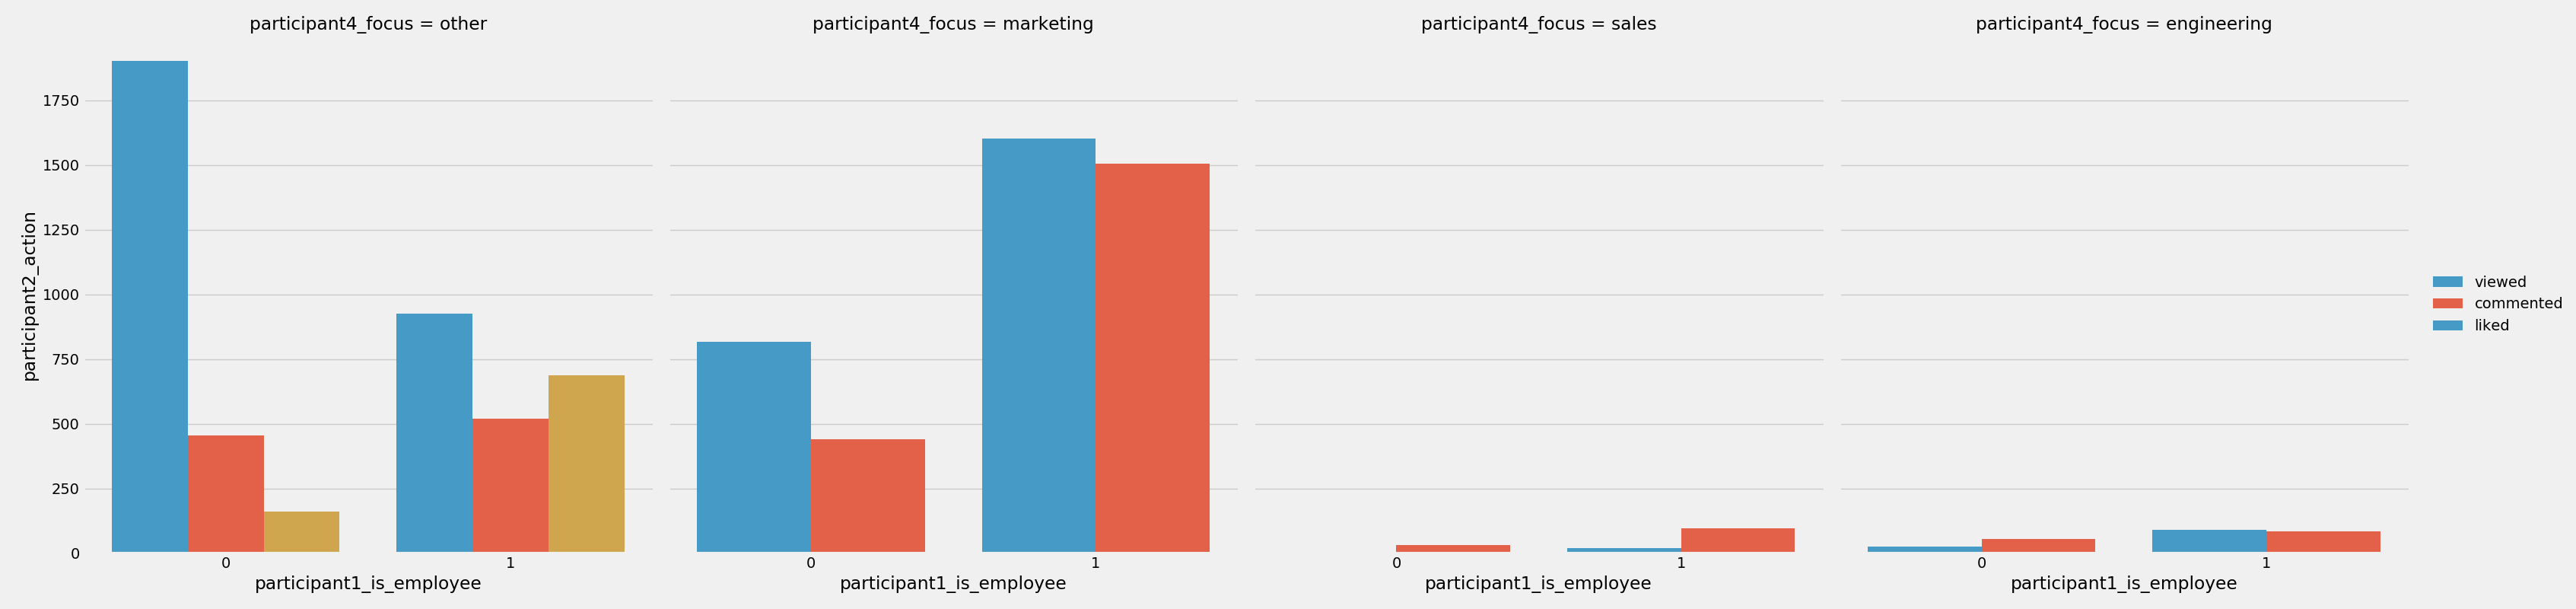 participant4_focus = other
participant4_focus = marketing
participant4_focus = sales
participant4_focus = engineering
participant2_action
1750
1500
1250
1000
750
500
250
0
0 1
0 1
0 1
0 1
participant1_is_employee
participant1_is_employee
participant1_is_employee
participant1_is_employee
viewed
commented
liked